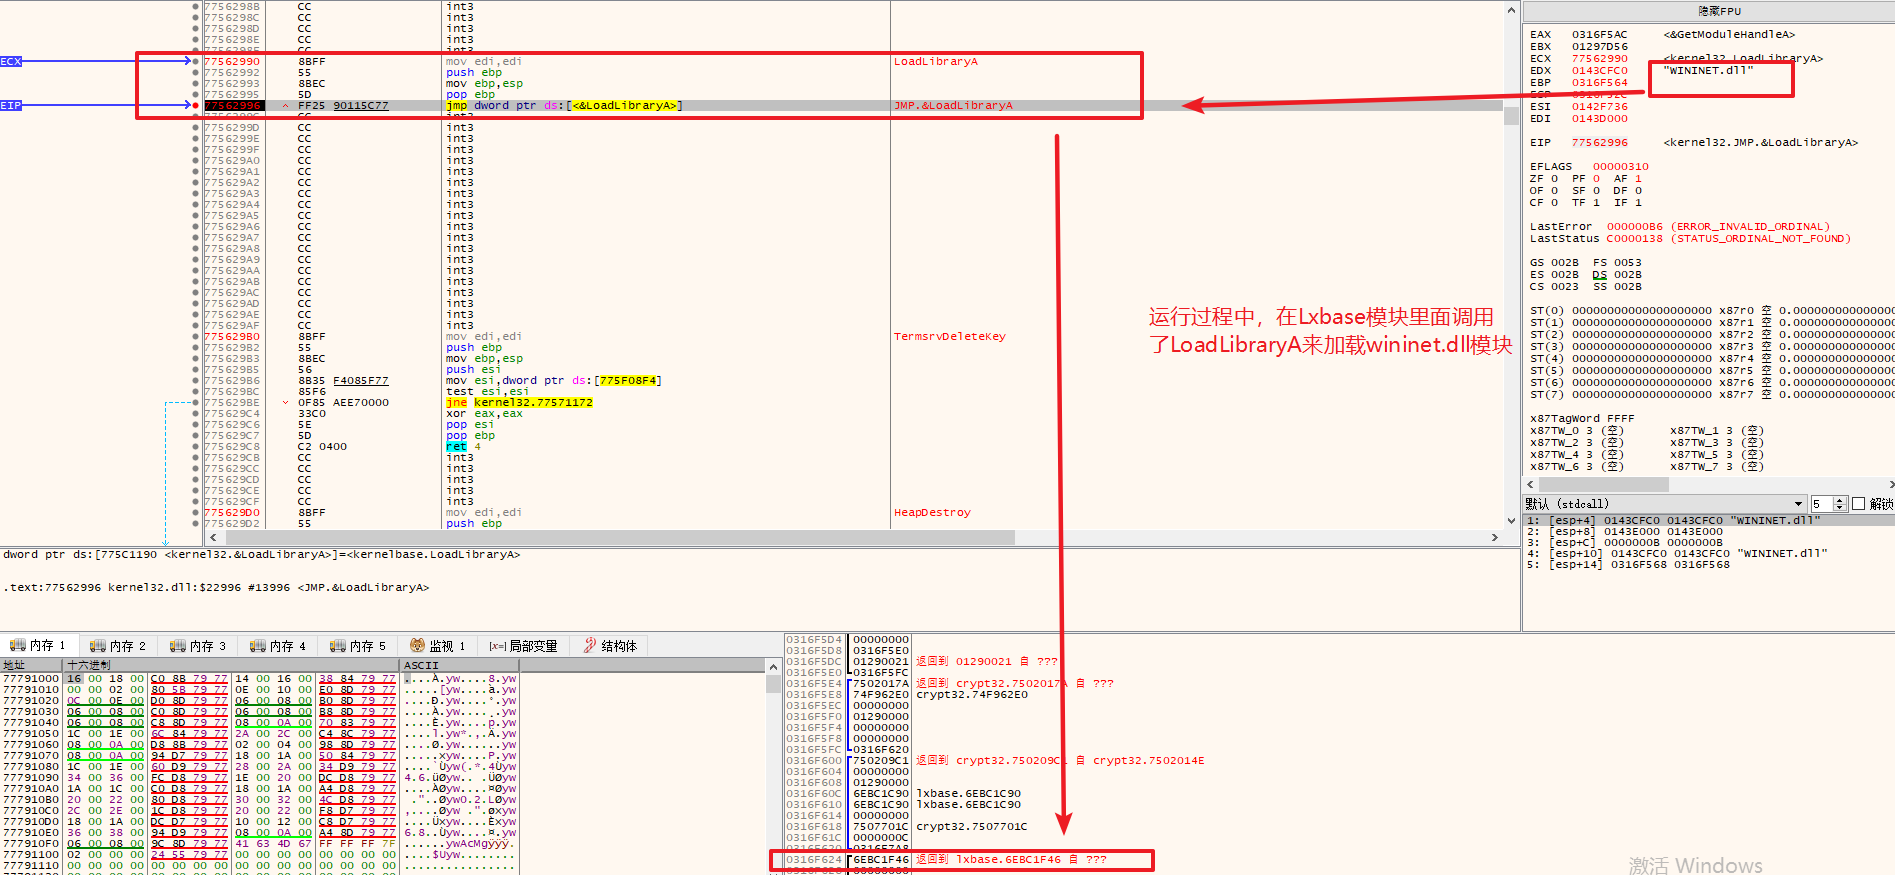 7756298B CC int3
7756298C CC int3
7756298D CC int3
7756298E CC int3
CC int3
77562990 8BFF mov edi,edi LoadLibraryA
77562992 55 push ebp
77562993 8BEC mov ebp,esp
77562995 5D pop ebp
77562996 FF25 90115C77 jmp dword ptr ds:[<&LoadLibraryA>] JMP.&LoadLibraryA
CC int3
7756299D CC int3
7756299E CC int3
7756299F CC int3
775629A0 CC int3
775629A1 CC int3
775629A2 CC int3
775629A3 CC int3
775629A4 CC int3
775629A5 CC int3
775629A6 CC int3
775629A7 CC int3
775629A8 CC int3
775629A9 CC int3
775629AA CC int3
775629AB CC int3
775629AC CC int3
775629AD CC int3
775629AE CC int3
775629AF CC int3
775629B0 8BFF mov edi,edi TermsrvDeleteKey
775629B2 55 push ebp
775629B3 8BEC mov ebp,esp
775629B5 56 push esi
775629B6 8B35 F4085F77 mov esi,dword ptr ds:[775F08F4]
775629BC 85F6 test esi,esi
775629BE 0F85 AEE70000 jne kernel32.77571172
775629C4 33C0 xor eax,eax
775629C6 5E pop esi
775629C7 5D pop ebp
775629C8 C2 0400 ret 4
775629CB CC int3
775629CC CC int3
775629CD CC int3
775629CE CC int3
775629CF CC int3
775629D0 8BFF mov edi,edi HeapDestroy
775629D2 55 push ebp
ECX
EIP
隐藏FPU
EAX 0316F5AC <&GetModuleHandleA>
EBX 01297D56
ECX 77562990 <kernel32.LoadLibraryA>
EDX 0143CFC0 "WININET.dll"
EBP 0316F564
ESP 0316F52C
ESI 0142F736
EDI 0143D000
EIP 77562996 <kernel32.JMP.&LoadLibraryA>
EFLAGS 00000310
ZF 0 PF 0 AF 1
OF 0 SF 0 DF 0
CF 0 TF 1 IF 1
LastError 000000B6 (ERROR_INVALID_ORDINAL)
LastStatus C0000138 (STATUS_ORDINAL_NOT_FOUND)
GS 002B FS 0053
ES 002B DS 002B
CS 0023 SS 002B
ST(0) 00000000000000000000 x87r0 空 0.0000000000
ST(1) 00000000000000000000 x87r1 空 0.0000000000
ST(2) 00000000000000000000 x87r2 空 0.0000000000
ST(3) 00000000000000000000 x87r3 空 0.0000000000
ST(4) 00000000000000000000 x87r4 空 0.0000000000
ST(5) 00000000000000000000 x87r5 空 0.0000000000
ST(6) 00000000000000000000 x87r6 空 0.0000000000
ST(7) 00000000000000000000 x87r7 空 0.0000000000
x87TagWord FFFF
x87TW_0 3 (空) x87TW_1 3 (空)
x87TW_2 3 (空) x87TW_3 3 (空)
x87TW_4 3 (空) x87TW_5 3 (空)
x87TW_6 3 (空) x87TW_7 3 (空)
运行过程中，在Lxbase模块里面调用
了LoadLibraryA来加载wininet.dll模块
默认 (stdcall) 5 解锁
1: [esp+4] 0143CFC0 0143CFC0 "WININET.dll"
2: [esp+8] 0143E000 0143E000
3: [esp+C] 0000000B 0000000B
4: [esp+10] 0143CFC0 0143CFC0 "WININET.dll"
5: [esp+14] 0316F568 0316F568
dword ptr ds:[775C1190 <kernel32.&LoadLibraryA>]=<kernelbase.LoadLibraryA>
.text:77562996 kernel32.dll:$22996 #13996 <JMP.&LoadLibraryA>
内存 1 内存 2 内存 3 内存 4 内存 5 监视 1 [x=] 局部变量 结构体
地址 十六进制 ASCII
77791000 16 00 18 00 C0 8B 79 77 14 00 16 00 38 84 79 77
77791010 00 00 02 00 80 5B 79 77 0E 00 10 00 E0 8D 79 77
77791020 0C 00 0E 00 D0 8D 79 77 06 00 08 00 B0 8D 79 77
77791030 06 00 08 00 C0 8D 79 77 06 00 08 00 B8 8D 79 77
77791040 06 00 08 00 C8 8D 79 77 08 00 0A 00 70 83 79 77
77791050 1C 00 1E 00 6C 84 79 77 2A 00 2C 00 C4 8C 79 77
77791060 08 00 0A 00 D8 8B 79 77 02 00 04 00 98 8D 79 77
77791070 08 00 0A 00 94 D7 79 77 18 00 1A 00 50 84 79 77
77791080 1C 00 1E 00 60 D9 79 77 28 00 2A 00 34 D9 79 77
77791090 34 00 36 00 FC D8 79 77 1E 00 20 00 DC D8 79 77
777910A0 1A 00 1C 00 C0 D8 79 77 18 00 1A 00 A4 D8 79 77
777910B0 20 00 22 00 80 D8 79 77 30 00 32 00 4C D8 79 77
777910C0 2C 00 2E 00 1C D8 79 77 20 00 22 00 F8 D7 79 77
777910D0 18 00 1A 00 DC D7 79 77 10 00 12 00 C8 D7 79 77
777910E0 36 00 38 00 94 D9 79 77 08 00 0A 00 A4 8D 79 77
777910F0 06 00 08 00 9C 8D 79 77 41 63 4D 67 FF FF FF 7F
77791100 02 00 00 00 24 55 79 77 00 00 00 00 00 00 00 00
77791110 00 00 00 00 00 00 00 00 00 00 00 00 00 00 00 00
0316F5D4 00000000
0316F5D8 0316F5E0
0316F5DC 01290021 返回到 01290021 自 ???
0316F5E0 0316F5FC
0316F5E4 7502017A 返回到 crypt32.7502017A 自 ???
0316F5E8 74F962E0 crypt32.74F962E0
0316F5EC 00000000
0316F5F0 01290000
0316F5F4 00000000
0316F5F8 00000000
0316F5FC 0316F620
0316F600 750209C1 返回到 crypt32.750209C1 自 crypt32.7502014E
0316F604 00000000
0316F608 01290000
0316F60C 6EBC1C90 lxbase.6EBC1C90
0316F610 6EBC1C90 lxbase.6EBC1C90
0316F614 00000000
0316F618 7507701C crypt32.7507701C
0316F61C 0000000C
0316F620 0316F7A8
0316F624 6EBC1F46 返回到 lxbase.6EBC1F46 自 ???
激活 Windows